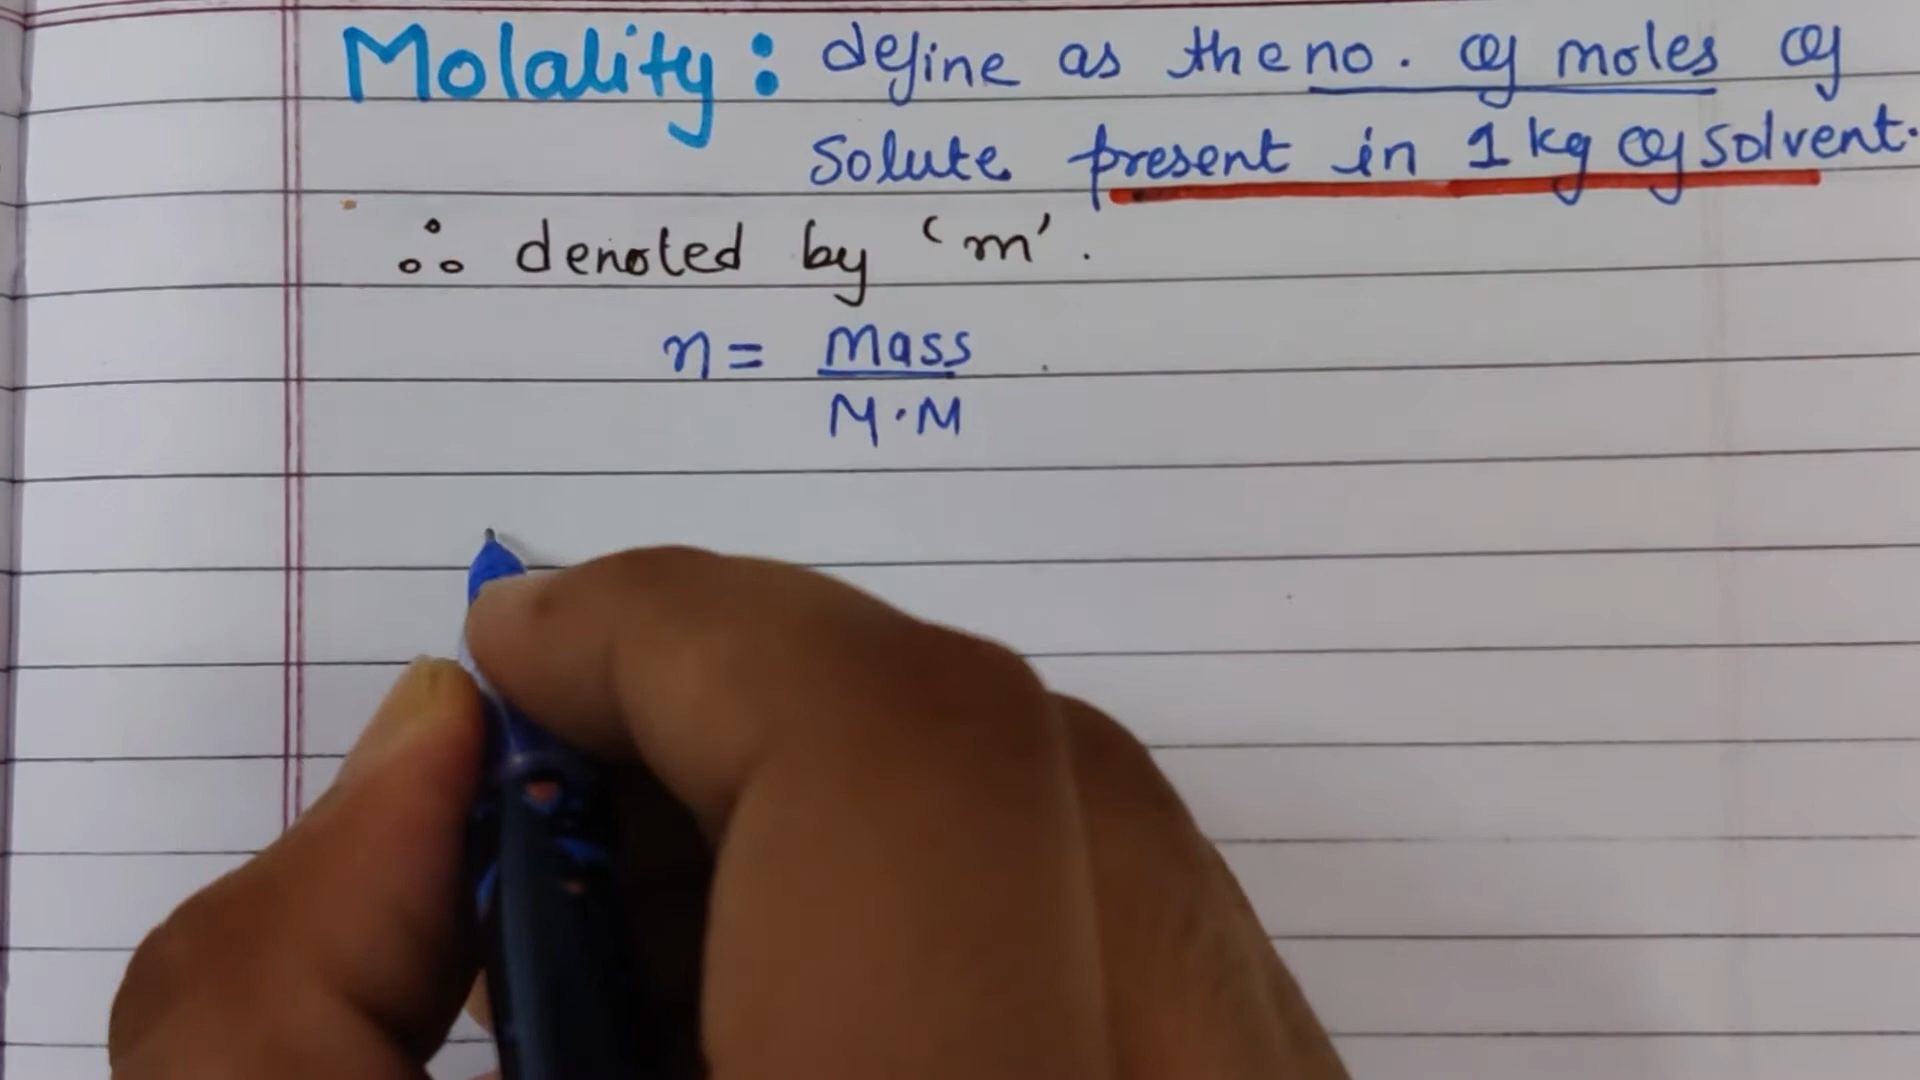 Molality: define as the no. of moles of
solute present in 1 kg of solvent.
∴ denoted by 'm'.
n = Mass
M.M